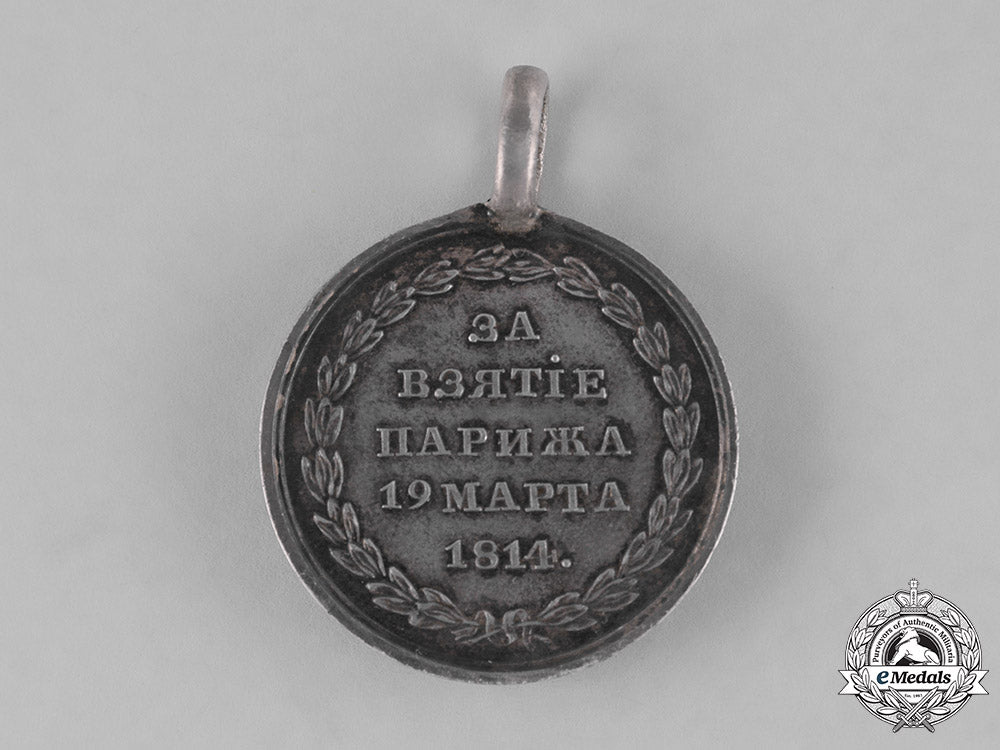 ЗА
ВЗЯТІЕ
ПАРИЖА
19 МАРТА
1814.
Purveyors of Authentic Militaria
eMedals